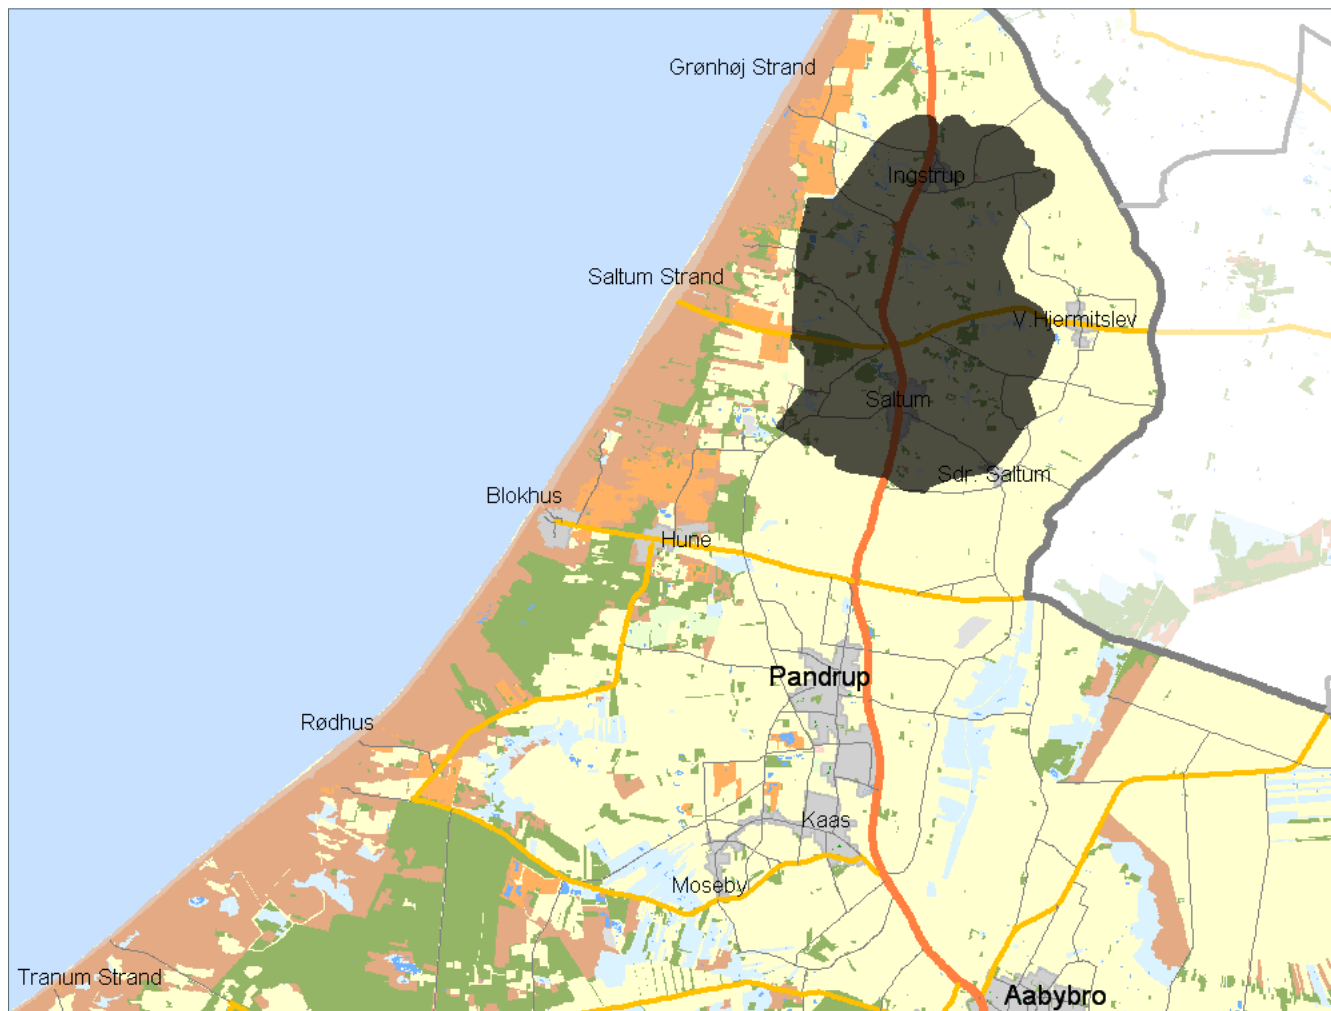 Grønhøj Strand
Ingstrup
Saltum Strand
V.Hjermitslev
Saltum
Sdr. Saltum
Blokhus
Hune
Pandrup
Rødhus
Kaas
Moseby
Tranum Strand
Aabybro